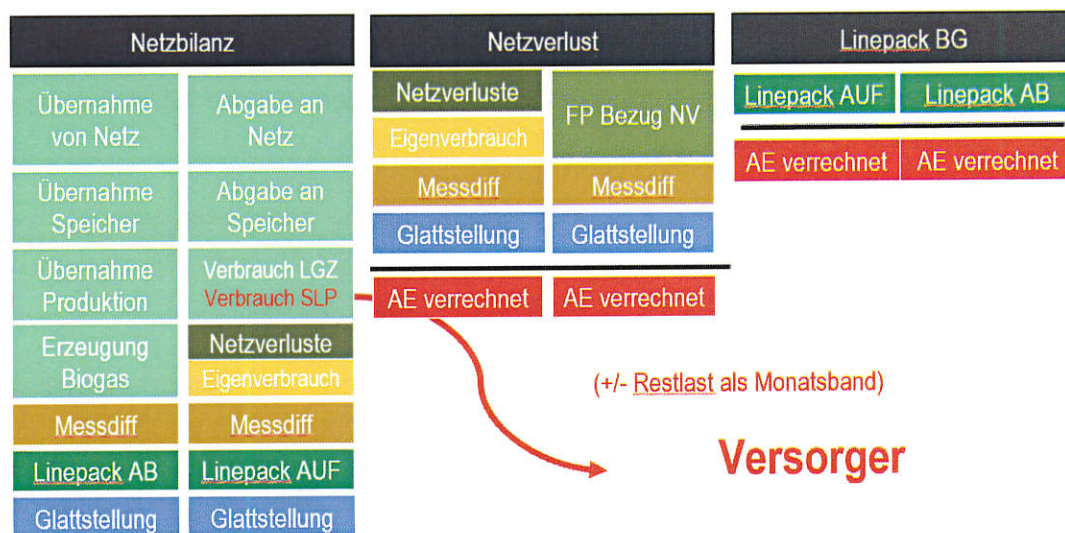 Netzbilanz
Übernahme
von Netz
Abgabe an
Netz
Übernahme
Speicher
Abgabe an
Speicher
Übernahme
Produktion
Verbrauch LGZ
Verbrauch SLP
Erzeugung
Biogas
Netzverluste
Eigenverbrauch
Messdiff
Messdiff
Linepack AB
Linepack AUF
Glattstellung
Glattstellung
Netzverlust
Netzverluste
Eigenverbrauch
FP Bezug NV
Messdiff
Messdiff
Glattstellung
Glattstellung
AE verrechnet
AE verrechnet
Linepack BG
Linepack AUF
Linepack AB
AE verrechnet
AE verrechnet
(+/- Restlast als Monatsband)
Versorger